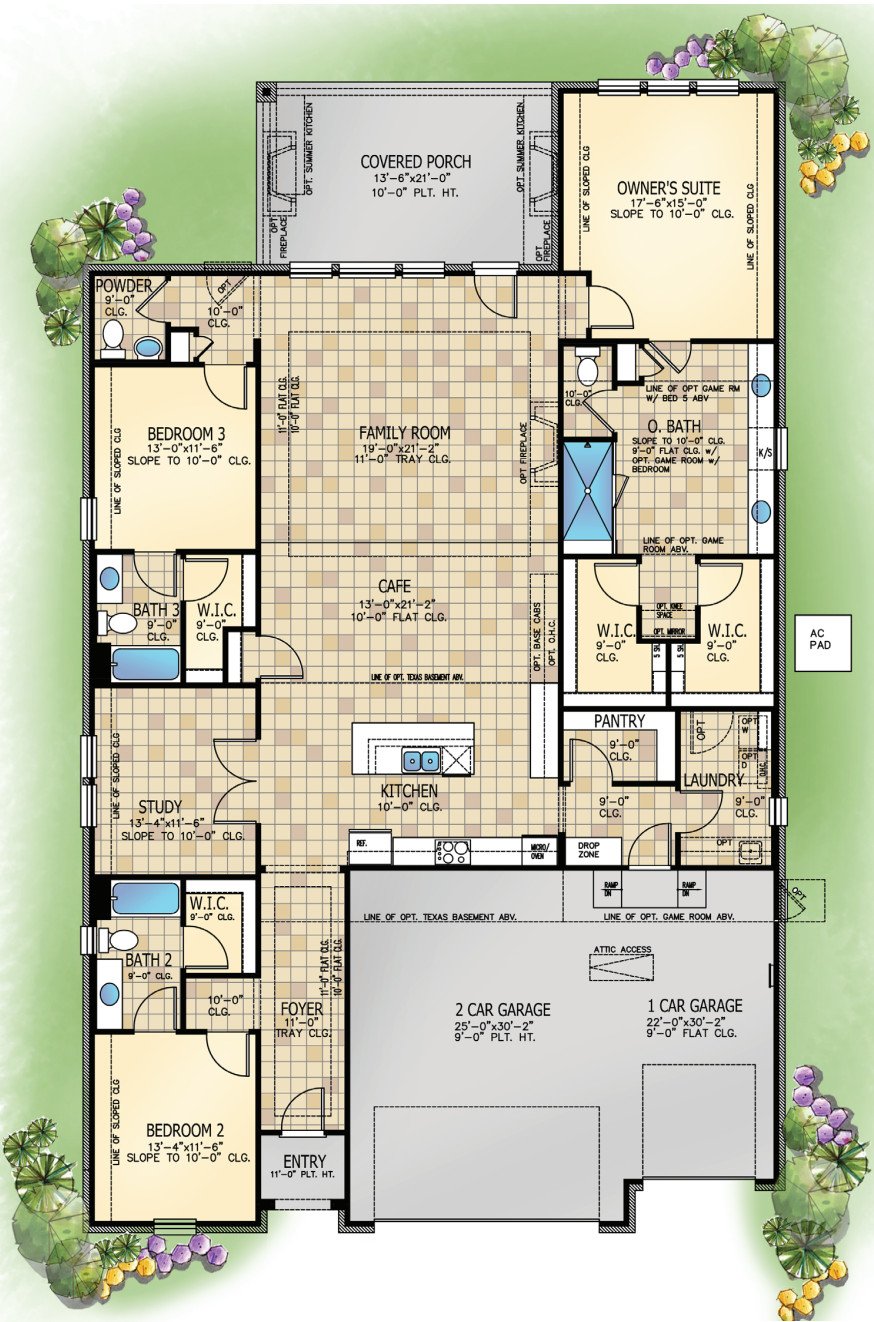 COVERED PORCH
13'-6"x21'-0"
10'-0" PLT. HT.
OPT. SUMMER KITCHEN
OPT. SUMMER KITCHEN
OPT
FIREPLACE
OPT
FIREPLACE
OWNER'S SUITE
17'-6"x15'-0"
SLOPE TO 10'-0" CLG.
LINE OF SLOPED CLG
LINE OF SLOPED CLG
POWDER
9'-0"
CLG.
OPT
10'-0"
CLG.
BEDROOM 3
13'-0"x11'-6"
SLOPE TO 10'-0" CLG.
LINE OF SLOPED CLG
11'-0" FLAT CLG.
10'-0" FLAT CLG.
FAMILY ROOM
19'-0"x21'-2"
11'-0" TRAY CLG.
OPT FIREPLACE
10'-0"
CLG.
LINE OF OPT GAME RM
W/ BED 5 ABV
O. BATH
SLOPE TO 10'-0" CLG.
9'-0" FLAT CLG. w/
OPT. GAME ROOM w/
BEDROOM
K/S
LINE OF OPT. GAME
ROOM ABV.
BATH 3
9'-0"
CLG.
W.I.C.
9'-0"
CLG.
CAFE
13'-0"x21'-2"
10'-0" FLAT CLG.
OPT. BASE CABS
OPT. O.H.C.
W.I.C.
9'-0"
CLG.
OPT. KNEE
SPACE
OPT. MIRROR
5 SH
5 SH
W.I.C.
9'-0"
CLG.
AC
PAD
LINE OF OPT. TEXAS BASEMENT ABV.
STUDY
13'-4"x11'-6"
SLOPE TO 10'-0" CLG.
LINE OF SLOPED CLG
KITCHEN
10'-0" CLG.
REF.
MICRO/
OVEN
PANTRY
9'-0"
CLG.
9'-0"
CLG.
DROP
ZONE
OPT
OPT
W
OPT
D
O.H.C.
LAUNDRY
9'-0"
CLG.
OPT
W.I.C.
9'-0" CLG.
BATH 2
9'-0" CLG.
10'-0"
CLG.
FOYER
11'-0"
TRAY CLG.
11'-0" FLAT CLG.
10'-0" FLAT CLG.
RAMP
DN
RAMP
DN
OPT
LINE OF OPT. TEXAS BASEMENT ABV.
LINE OF OPT. GAME ROOM ABV.
ATTIC ACCESS
2 CAR GARAGE
25'-0"x30'-2"
9'-0" PLT. HT.
1 CAR GARAGE
22'-0"x30'-2"
9'-0" FLAT CLG.
BEDROOM 2
13'-4"x11'-6"
SLOPE TO 10'-0" CLG.
LINE OF SLOPED CLG
ENTRY
11'-0" PLT. HT.